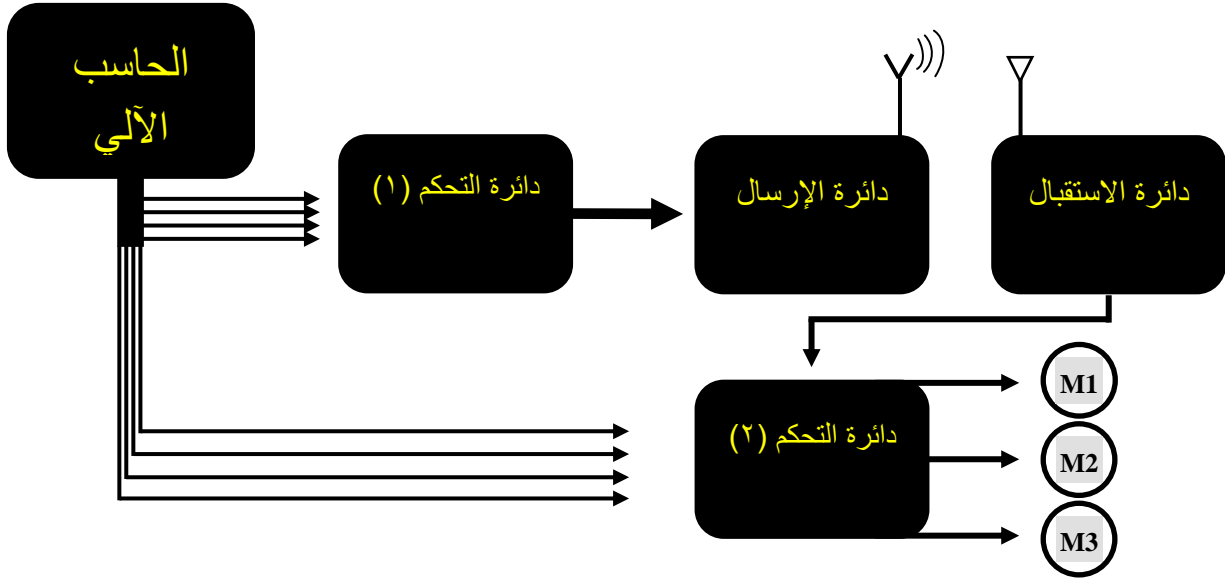 الحاسب
الآلي
دائرة التحكم (١)
دائرة الإرسال
دائرة الاستقبال
دائرة التحكم (٢)
M1
M2
M3